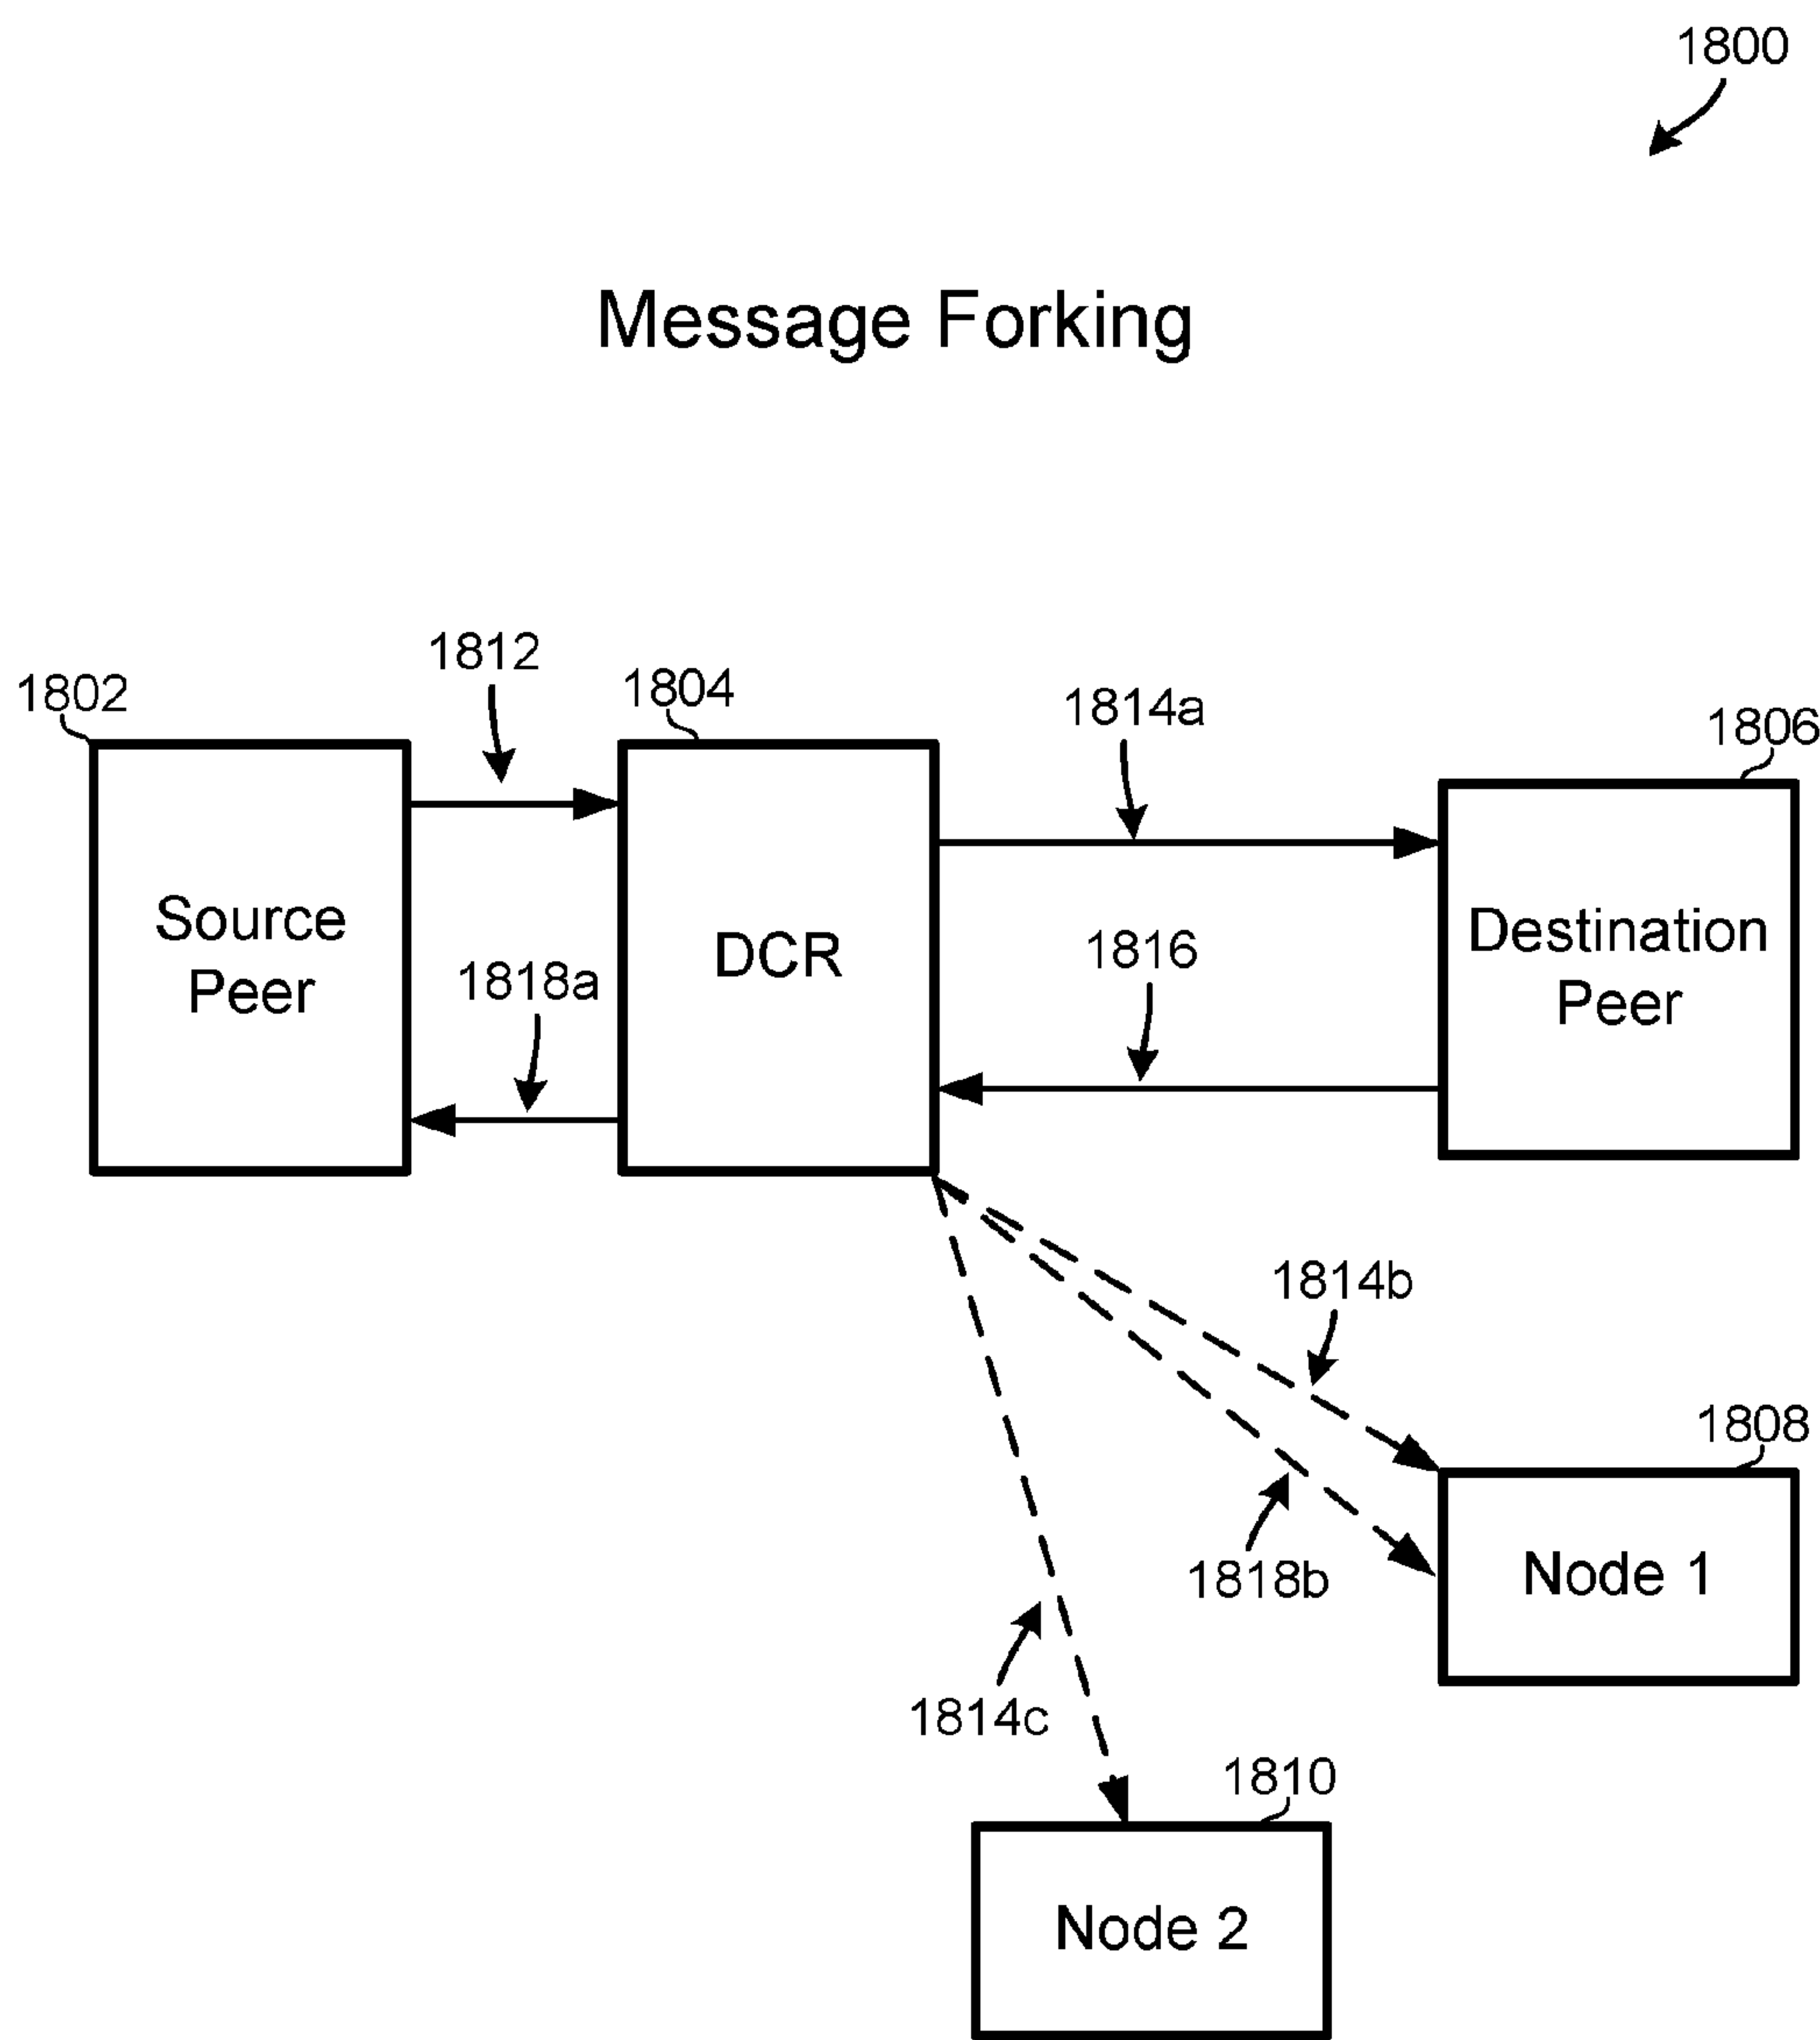 1800
Message Forking
1812
1802
1804
1814a
1806
Source
Peer
DCR
Destination
Peer
1816
1818a
1814b
1808
Node 1
1818b
1814c
1810
Node 2